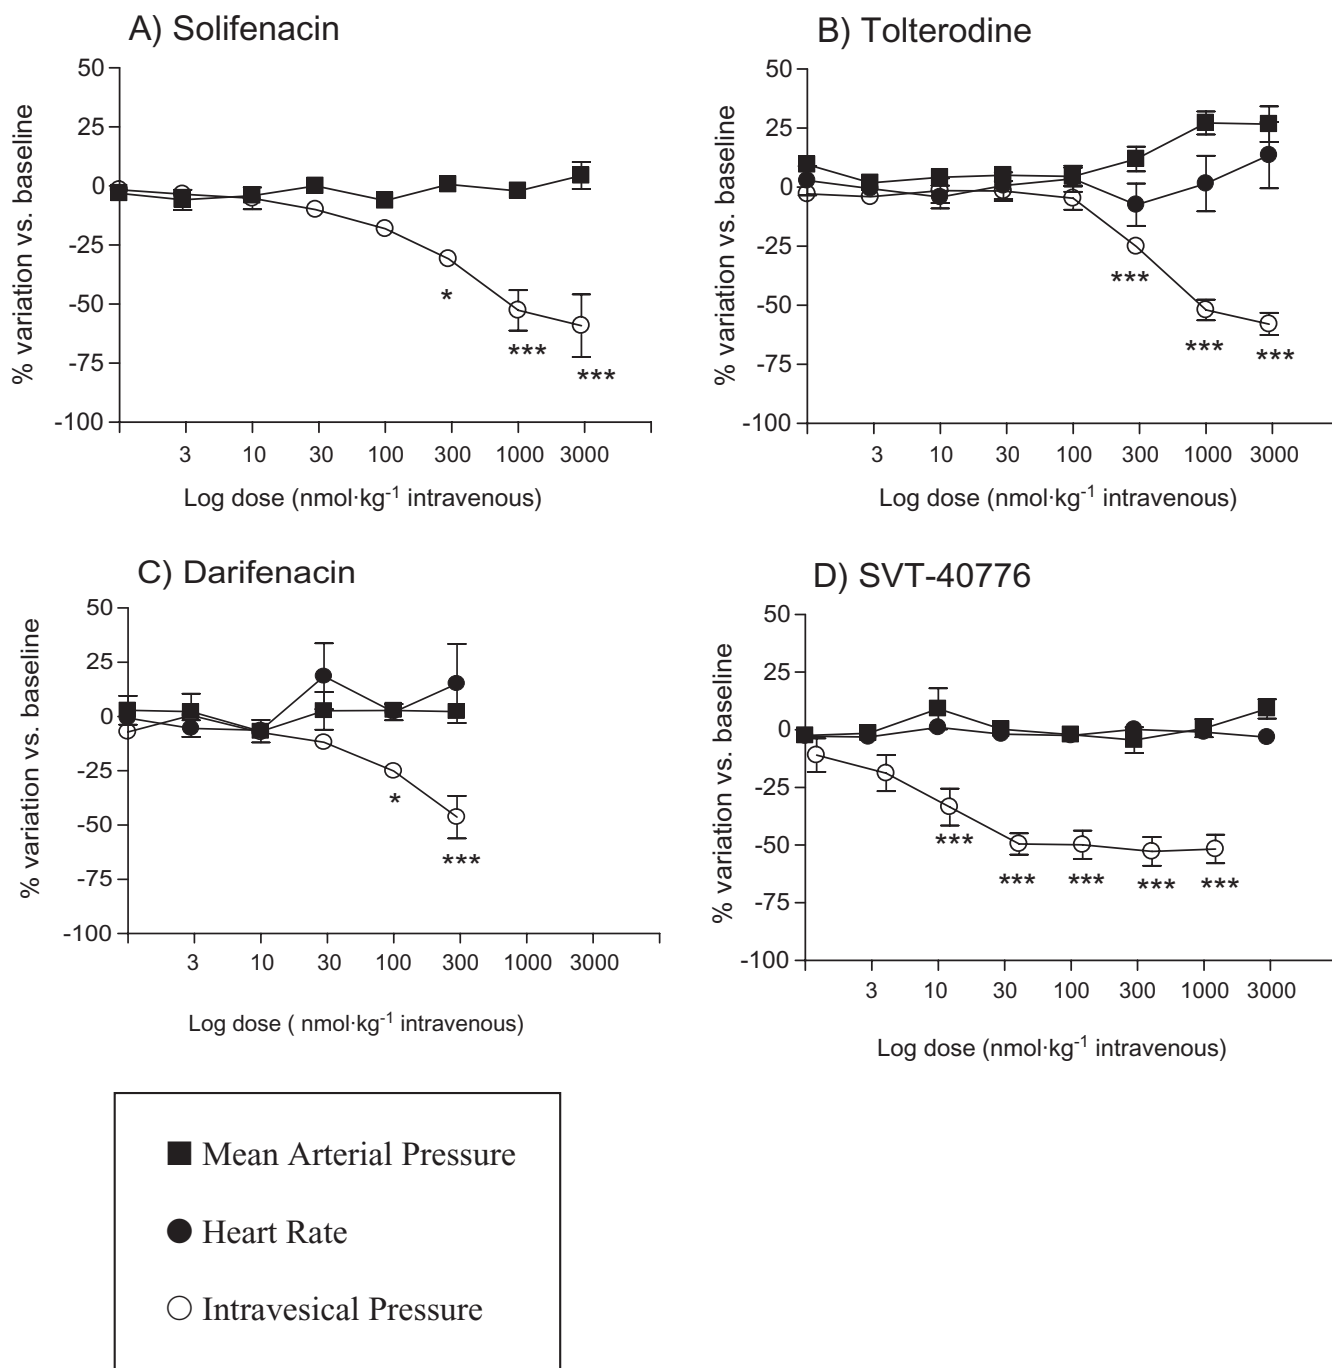 A) Solifenacin
50
25
0
-25
-50
-75
-100
% variation vs. baseline
*
***
***
3 10 30 100 300 1000 3000
Log dose (nmol·kg-1 intravenous)
B) Tolterodine
50
25
0
-25
-50
-75
-100
% variation vs. baseline
***
***
***
3 10 30 100 300 1000 3000
Log dose (nmol·kg-1 intravenous)
C) Darifenacin
50
25
0
-25
-50
-75
-100
% variation vs. baseline
*
***
3 10 30 100 300 1000 3000
Log dose ( nmol·kg-1 intravenous)
D) SVT-40776
50
25
0
-25
-50
-75
-100
% variation vs. baseline
***
*** *** *** ***
3 10 30 100 300 1000 3000
Log dose (nmol·kg-1 intravenous)
Mean Arterial Pressure
Heart Rate
Intravesical Pressure